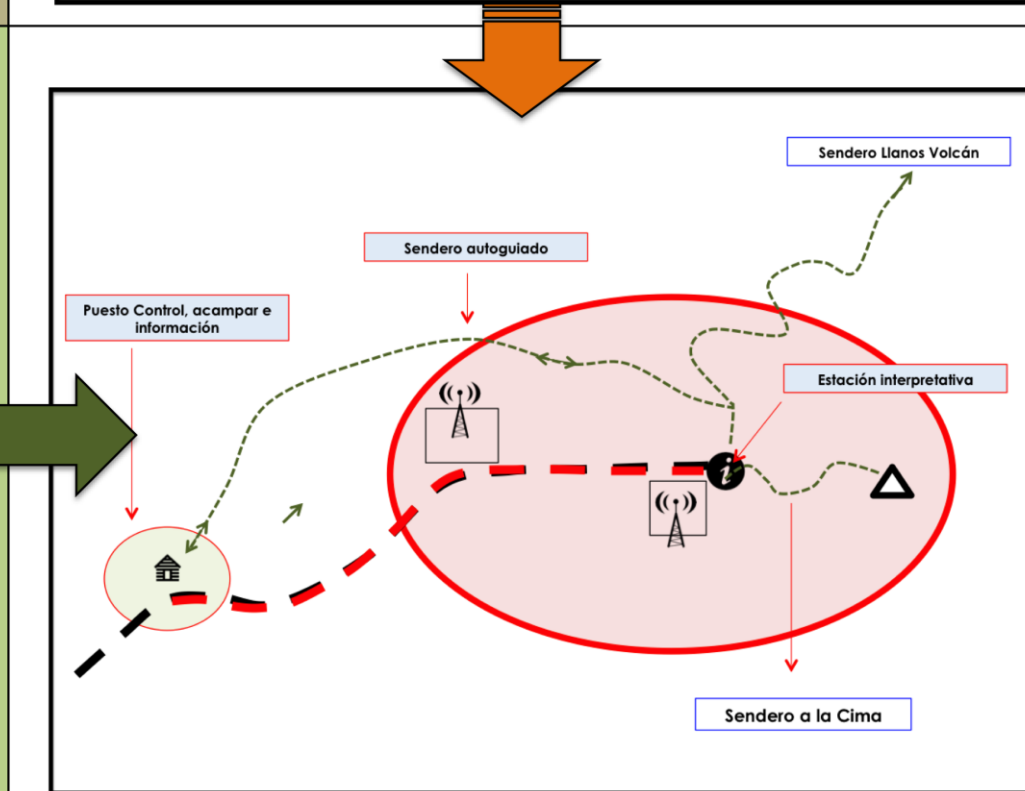 Sendero Llanos Volcán
Sendero autoguiado
Puesto Control, acampar e
información
Estación interpretativa
i
Sendero a la Cima